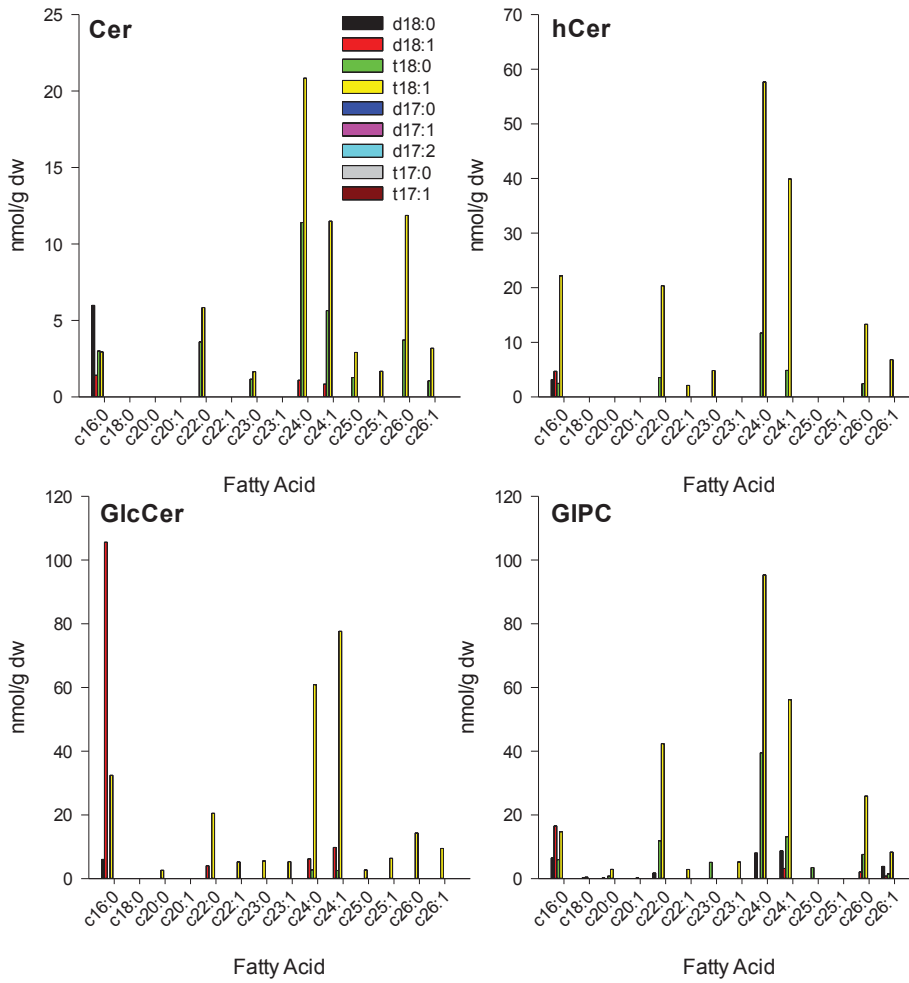 Cer
25
20
15
10
5
0
nmol/g dw
d18:0
d18:1
t18:0
t18:1
d17:0
d17:1
d17:2
t17:0
t17:1
c16:0
c18:0
c20:0
c20:1
c22:0
c22:1
c23:0
c23:1
c24:0
c24:1
c25:0
c25:1
c26:0
c26:1
Fatty Acid
hCer
70
60
50
40
30
20
10
0
nmol/g dw
c16:0
c18:0
c20:0
c20:1
c22:0
c22:1
c23:0
c23:1
c24:0
c24:1
c25:0
c25:1
c26:0
c26:1
Fatty Acid
GlcCer
120
100
80
60
40
20
0
nmol/g dw
c16:0
c18:0
c20:0
c20:1
c22:0
c22:1
c23:0
c23:1
c24:0
c24:1
c25:0
c25:1
c26:0
c26:1
Fatty Acid
GIPC
120
100
80
60
40
20
0
nmol/g dw
c16:0
c18:0
c20:0
c20:1
c22:0
c22:1
c23:0
c23:1
c24:0
c24:1
c25:0
c25:1
c26:0
c26:1
Fatty Acid